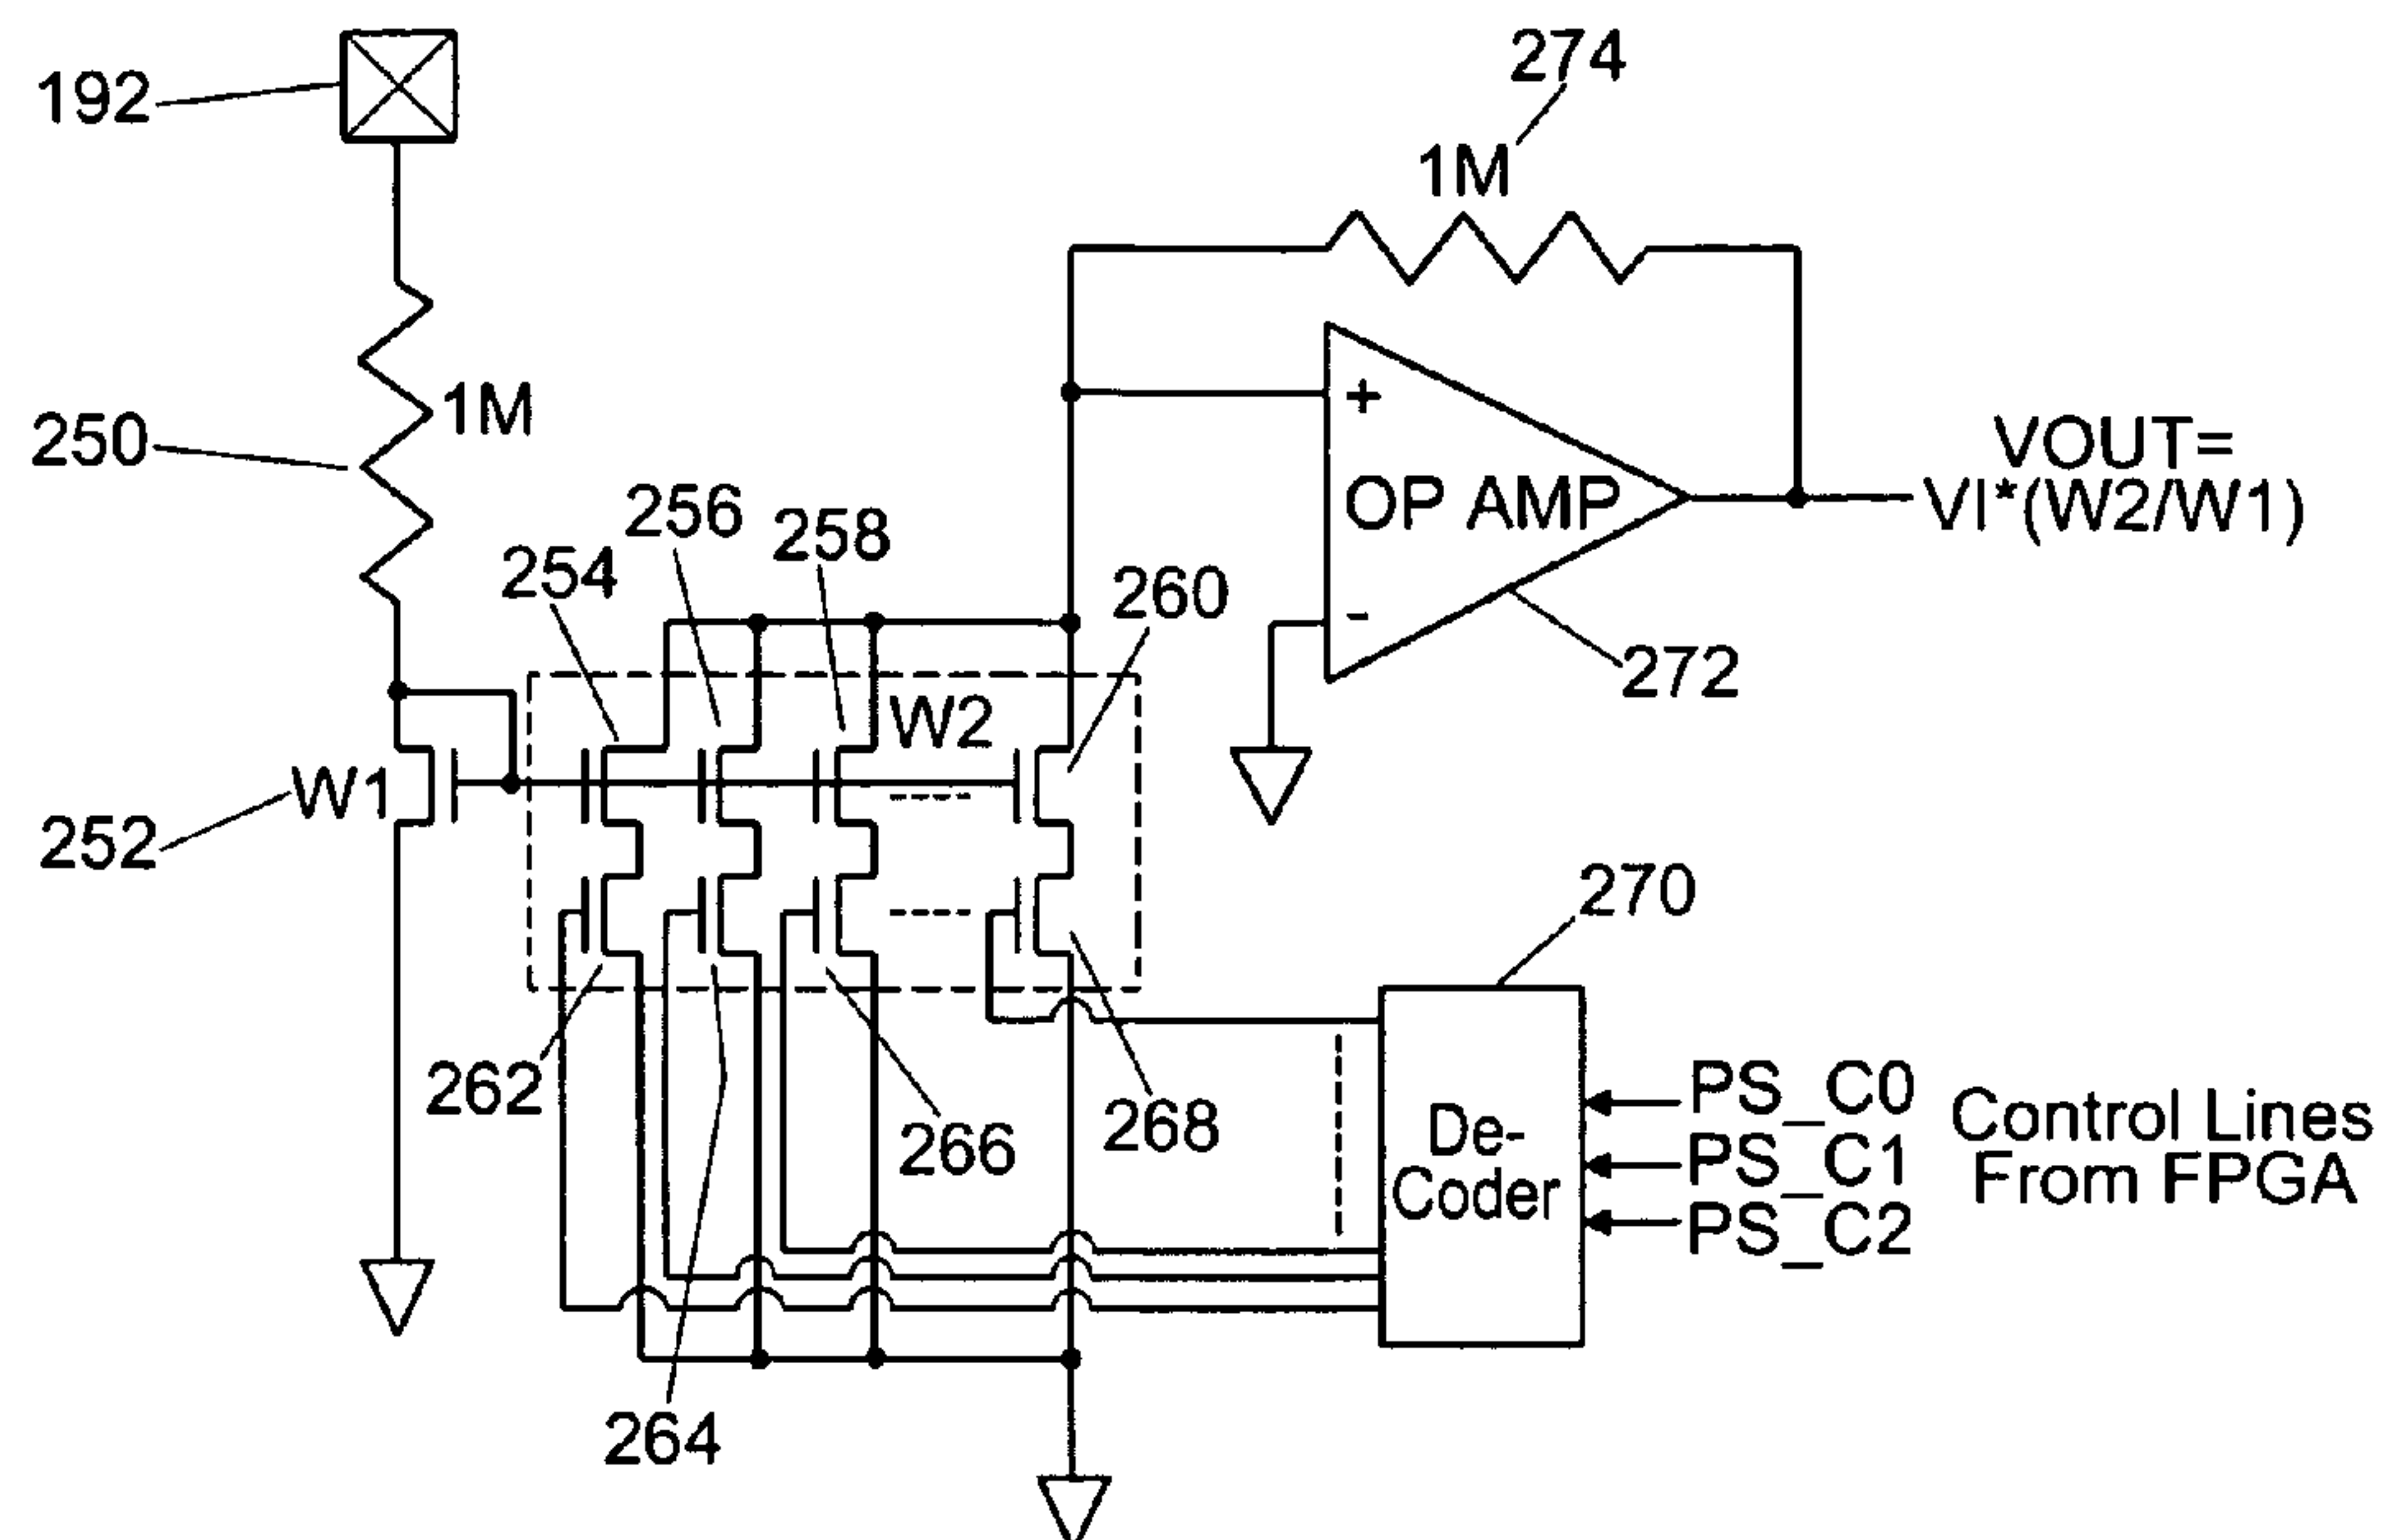 192
274
1M
1M
250
256
258
254
260
+
OP AMP
-
VOUT=
VI*(W2/W1)
272
W2
W1
252
270
262
266
268
264
De-
Coder
PS_C0
PS_C1
PS_C2
Control Lines
From FPGA